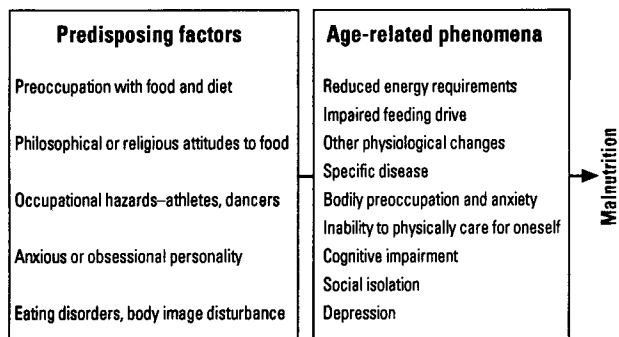 Predisposing factors
Preoccupation with food and diet
Philosophical or religious attitudes to food
Occupational hazards–athletes, dancers
Anxious or obsessional personality
Eating disorders, body image disturbance
Age-related phenomena
Reduced energy requirements
Impaired feeding drive
Other physiological changes
Specific disease
Bodily preoccupation and anxiety
Inability to physically care for oneself
Cognitive impairment
Social isolation
Depression
Malnutrition